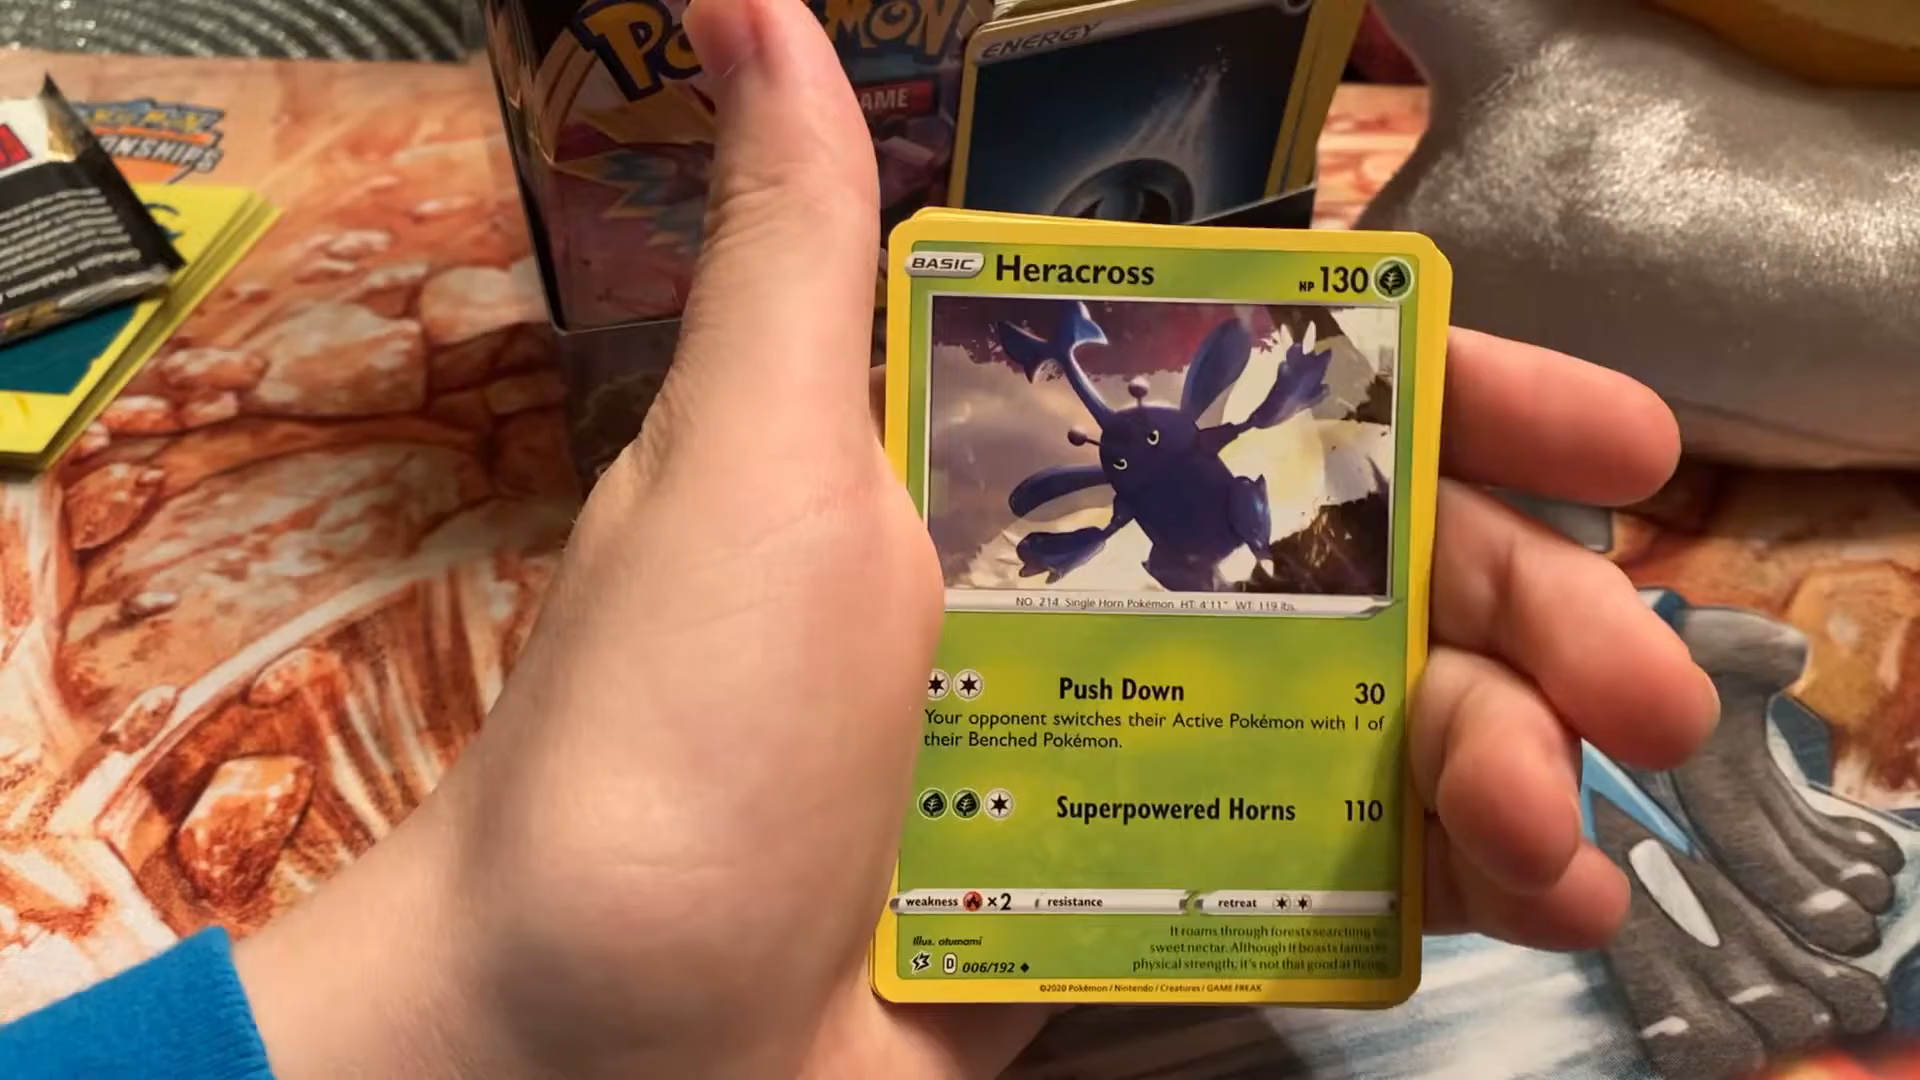 ENERGY
AME
BASIC Heracross HP 130
NO. 214 Single Horn Pokémon HT: 4'11" WT: 119 lbs.
Push Down 30
Your opponent switches their Active Pokémon with 1 of
their Benched Pokémon.
Superpowered Horns 110
weakness ×2 resistance retreat
Illus. otumami
It roams through forests searching
sweet nectar. Although it boasts fantastic
physical strength, it's not that good at flying.
D 006/192
©2020 Pokémon / Nintendo / Creatures / GAME FREAK